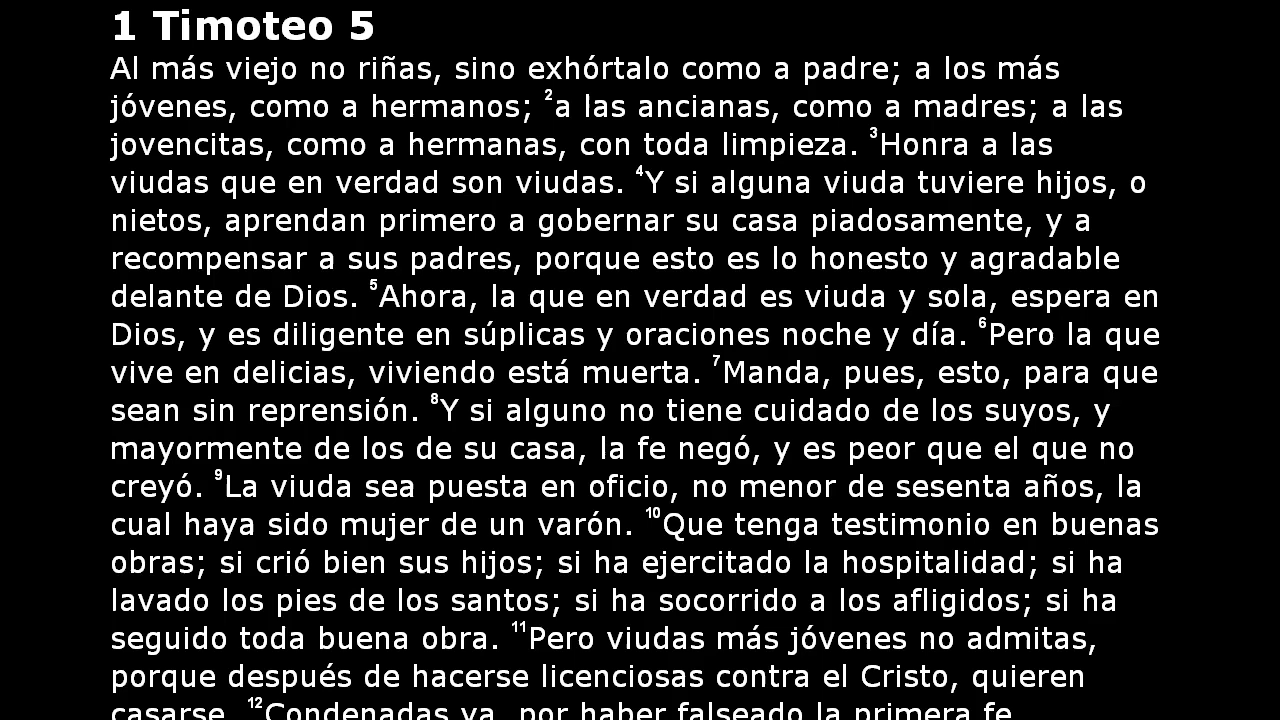 1 Timoteo 5
Al más viejo no riñas, sino exhórtalo como a padre; a los más
jóvenes, como a hermanos; ²a las ancianas, como a madres; a las
jovencitas, como a hermanas, con toda limpieza. ³Honra a las
viudas que en verdad son viudas. ⁴Y si alguna viuda tuviere hijos, o
nietos, aprendan primero a gobernar su casa piadosamente, y a
recompensar a sus padres, porque esto es lo honesto y agradable
delante de Dios. ⁵Ahora, la que en verdad es viuda y sola, espera en
Dios, y es diligente en súplicas y oraciones noche y día. ⁶Pero la que
vive en delicias, viviendo está muerta. ⁷Manda, pues, esto, para que
sean sin reprensión. ⁸Y si alguno no tiene cuidado de los suyos, y
mayormente de los de su casa, la fe negó, y es peor que el que no
creyó. ⁹La viuda sea puesta en oficio, no menor de sesenta años, la
cual haya sido mujer de un varón. ¹⁰Que tenga testimonio en buenas
obras; si crió bien sus hijos; si ha ejercitado la hospitalidad; si ha
lavado los pies de los santos; si ha socorrido a los afligidos; si ha
seguido toda buena obra. ¹¹Pero viudas más jóvenes no admitas,
porque después de hacerse licenciosas contra el Cristo, quieren
casarse. ¹²Condenadas ya, por haber falseado la primera fe.